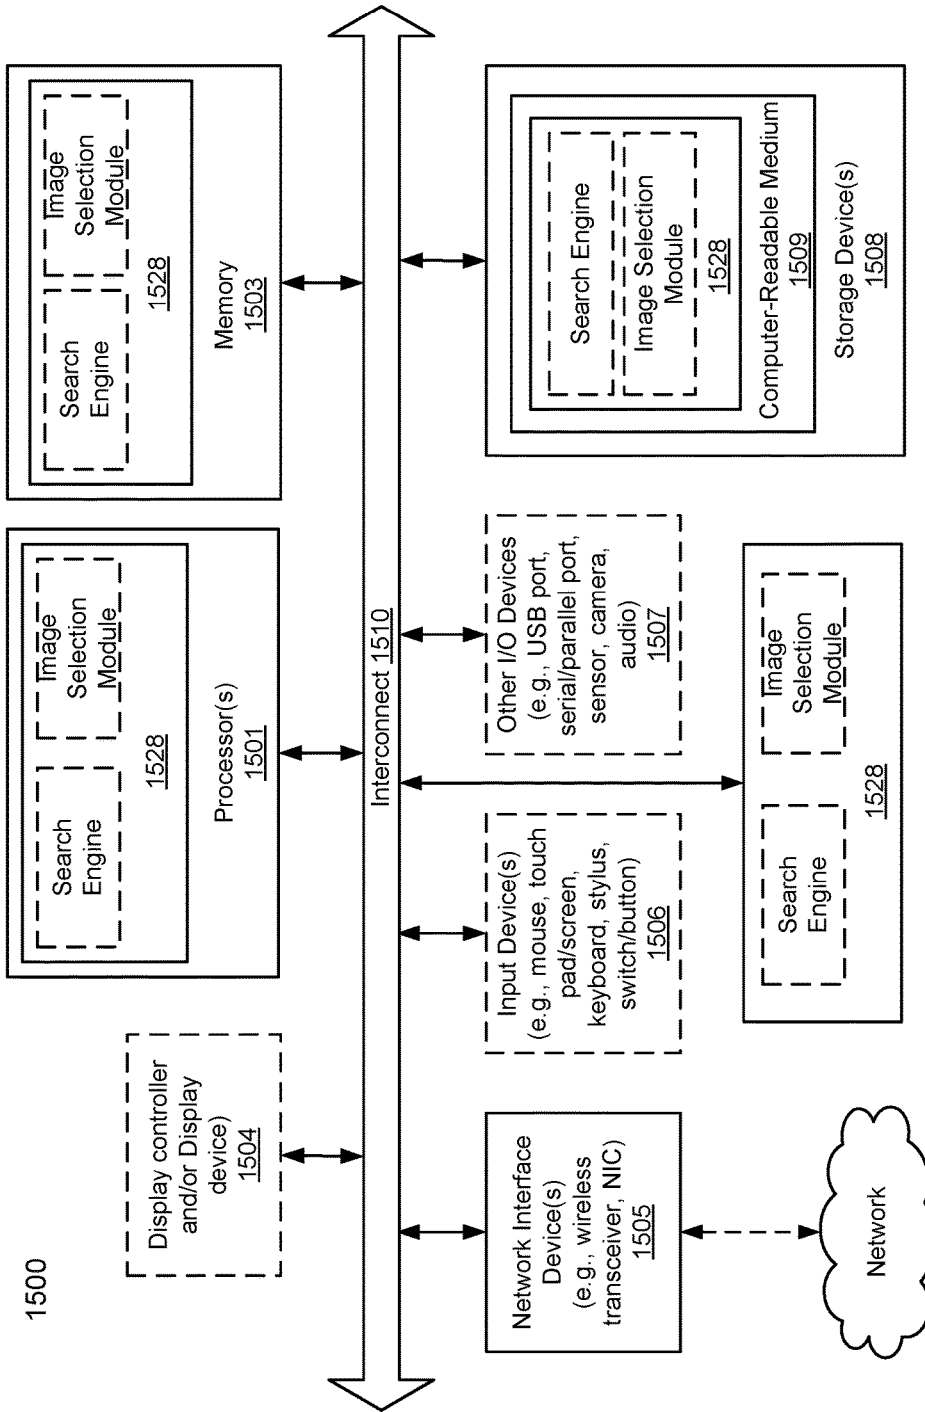 1500
Display controller
and/or Display
device)
1504
Search
Engine
Image
Selection
Module
1528
Processor(s)
1501
Search
Engine
Image
Selection
Module
1528
Memory
1503
Interconnect 1510
Network Interface
Device(s)
(e.g., wireless
transceiver, NIC)
1505
Input Device(s)
(e.g., mouse, touch
pad/screen,
keyboard, stylus,
switch/button)
1506
Other I/O Devices
(e.g., USB port,
serial/parallel port,
sensor, camera,
audio)
1507
Search Engine
Image Selection
Module
1528
Computer-Readable Medium
1509
Storage Device(s)
1508
Network
Search
Engine
Image
Selection
Module
1528